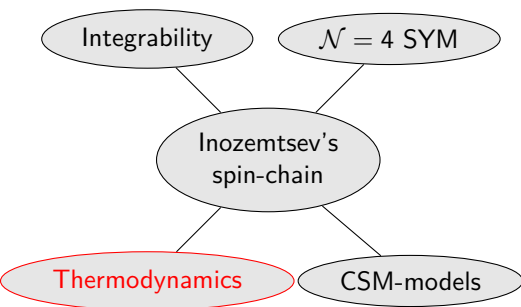 Integrability
𝒩 = 4 SYM
Inozemtsev's
spin-chain
Thermodynamics
CSM-models